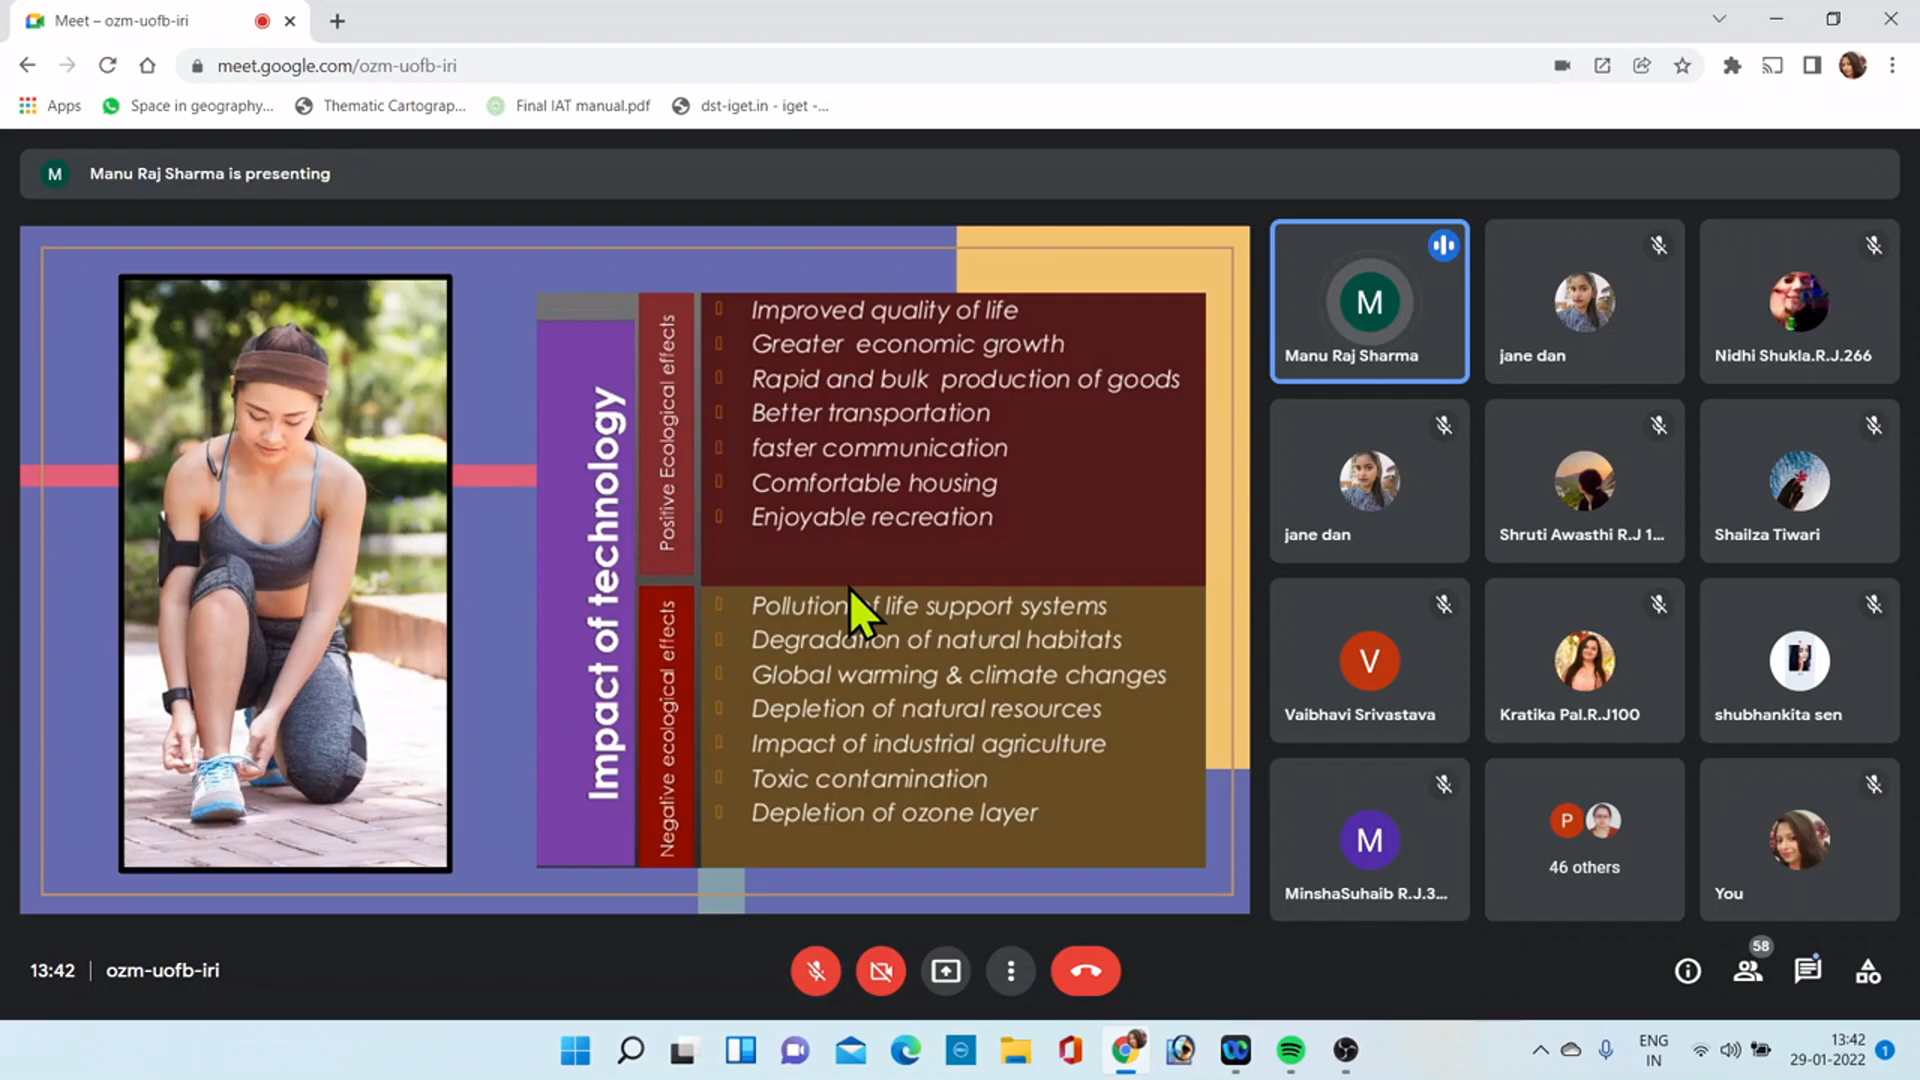 Meet – ozm-uofb-iri
meet.google.com/ozm-uofb-iri
Apps
Space in geography...
Thematic Cartograp...
Final IAT manual.pdf
dst-iget.in - iget -...
M
Manu Raj Sharma is presenting
Impact of technology
Positive Ecological effects
Improved quality of life
Greater economic growth
Rapid and bulk production of goods
Better transportation
faster communication
Comfortable housing
Enjoyable recreation
Negative ecological effects
Pollution of life support systems
Degradation of natural habitats
Global warming & climate changes
Depletion of natural resources
Impact of industrial agriculture
Toxic contamination
Depletion of ozone layer
M
Manu Raj Sharma
jane dan
Nidhi Shukla.R.J.266
jane dan
Shruti Awasthi R.J 1...
Shailza Tiwari
V
Vaibhavi Srivastava
Kratika Pal.R.J100
shubhankita sen
M
MinshaSuhaib R.J.3...
P
46 others
You
13:42
ozm-uofb-iri
58
ENG
IN
13:42
29-01-2022
1